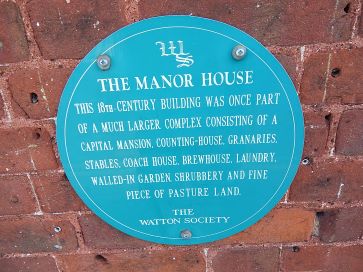 WS
THE MANOR HOUSE
THIS 18TH CENTURY BUILDING WAS ONCE PART
OF A MUCH LARGER COMPLEX CONSISTING OF A
CAPITAL MANSION, COUNTING-HOUSE, GRANARIES,
STABLES, COACH HOUSE, BREWHOUSE, LAUNDRY,
WALLED-IN GARDEN, SHRUBBERY AND FINE
PIECE OF PASTURE LAND.
THE
WATTON SOCIETY